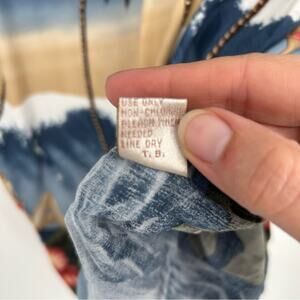 USE ONLY
NON-CHLORINE
BLEACH WHEN
NEEDED
LINE DRY
T. B.